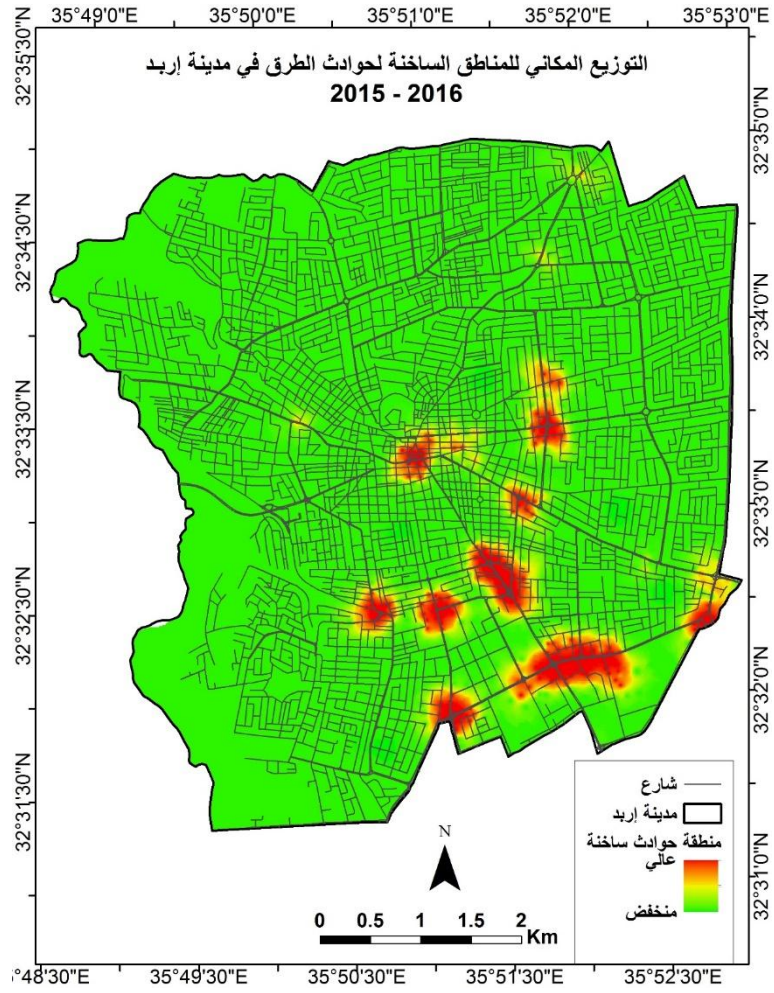 35°49'0"E 35°50'0"E 35°51'0"E 35°52'0"E 35°53'0"E
التوزيع المكاني للمناطق الساخنة لحوادث الطرق في مدينة إربد
2015 - 2016
32°35'30"N
32°34'30"N
32°33'30"N
32°32'30"N
32°31'30"N
32°35'0"N
32°34'0"N
32°33'0"N
32°32'0"N
32°31'0"N
شارع
مدينة إربد
منطقة حوادث ساخنة
عالي
منخفض
N
0 0.5 1 1.5 2
Km
°48'30"E 35°49'30"E 35°50'30"E 35°51'30"E 35°52'30"E